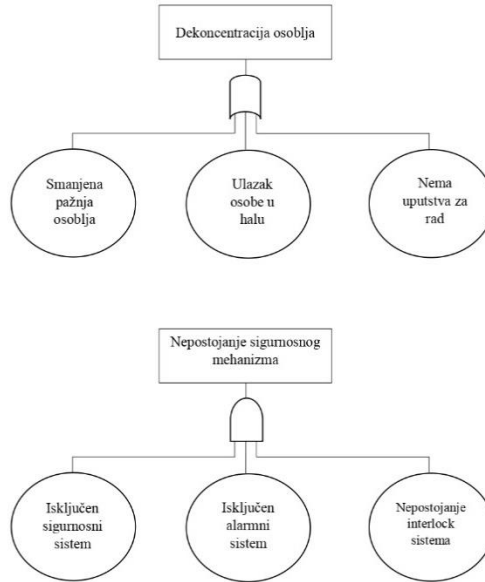 Dekoncentracija osoblja
Smanjena
pažnja
osoblja
Ulazak
osobe u
halu
Nema
uputstva za
rad
Nepostojanje sigurnosnog
mehanizma
Isključen
sigurnosni
sistem
Isključen
alarmni
sistem
Nepostojanje
interlock
sistema